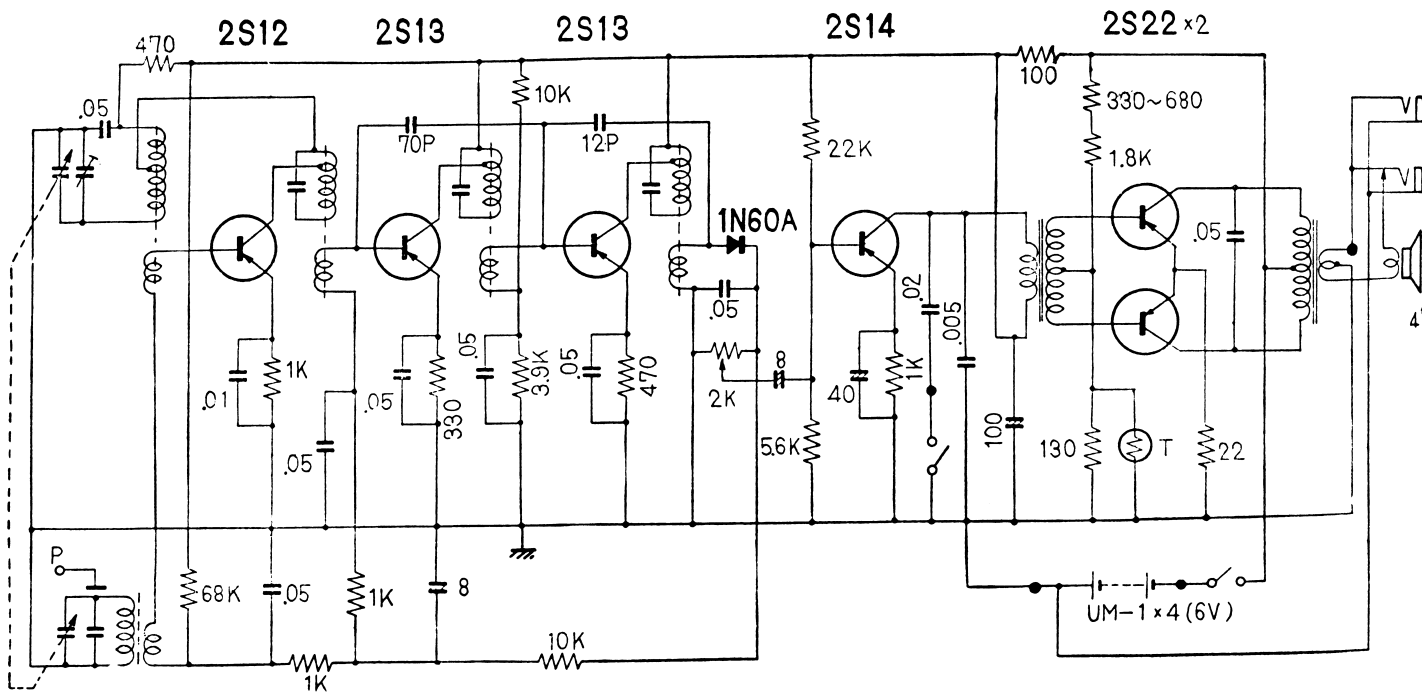 2S12
2S13
2S13
2S14
2S22 ×2
470
.05
10K
70P
12P
22K
100
330~680
1.8K
1N60A
.05
.05
.02
.005
1K
.01
.05
330
.05
3.9K
.05
470
2K
8
40
1K
100
130
T
22
.05
5.6K
P
68K
.05
1K
8
UM-1×4(6V)
10K
1K